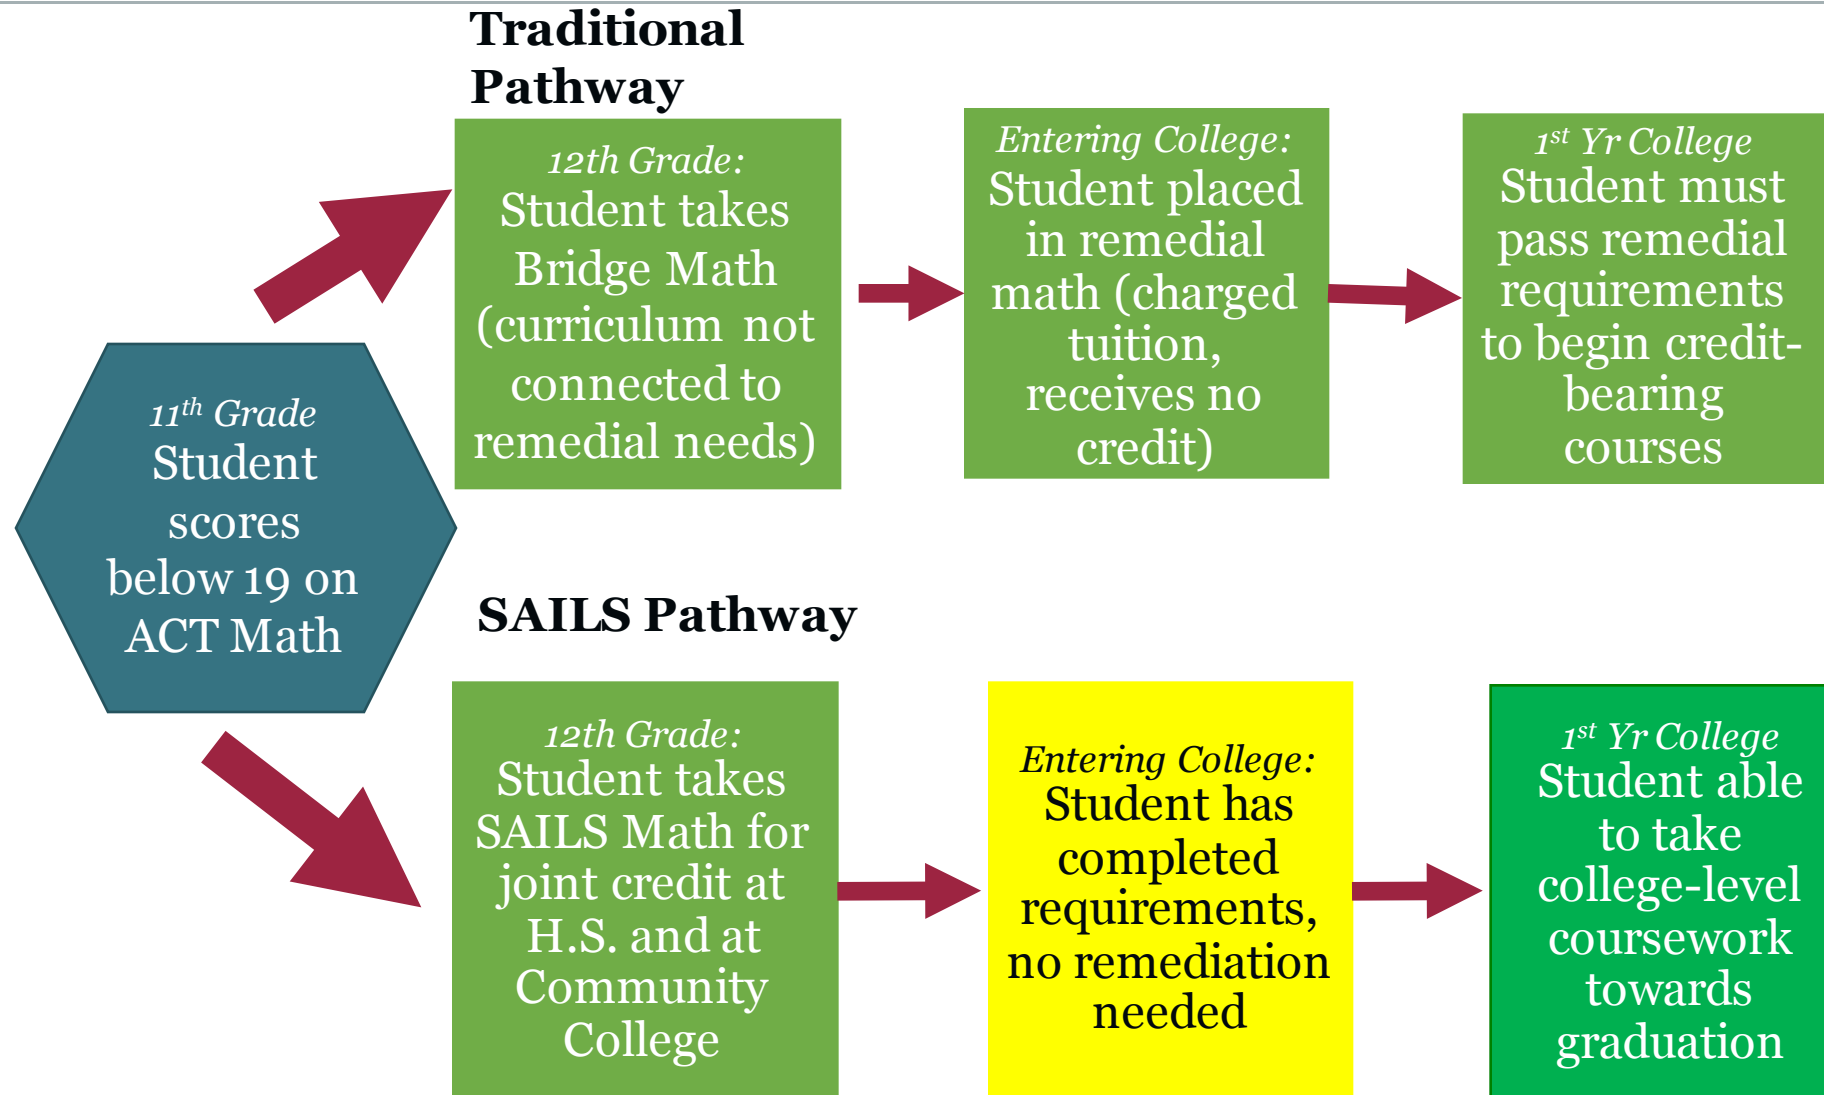 Traditional
Pathway
12th Grade:
Student takes
Bridge Math
(curriculum not
connected to
remedial needs)
Entering College:
Student placed
in remedial
math (charged
tuition,
receives no
credit)
1st Yr College
Student must
pass remedial
requirements
to begin credit-
bearing
courses
11th Grade
Student
scores
below 19 on
ACT Math
SAILS Pathway
12th Grade:
Student takes
SAILS Math for
joint credit at
H.S. and at
Community
College
Entering College:
Student has
completed
requirements,
no remediation
needed
1st Yr College
Student able
to take
college-level
coursework
towards
graduation